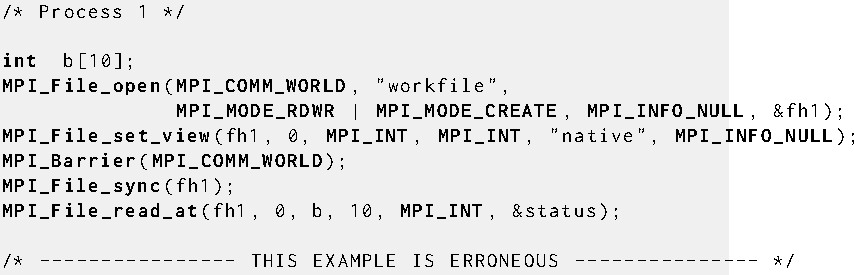 /* Process 1 */
int b[10];
MPI_File_open(MPI_COMM_WORLD, "workfile",
MPI_MODE_RDWR | MPI_MODE_CREATE, MPI_INFO_NULL, &fh1);
MPI_File_set_view(fh1, 0, MPI_INT, MPI_INT, "native", MPI_INFO_NULL);
MPI_Barrier(MPI_COMM_WORLD);
MPI_File_sync(fh1);
MPI_File_read_at(fh1, 0, b, 10, MPI_INT, &status);
/* ---------------- THIS EXAMPLE IS ERRONEOUS --------------- */